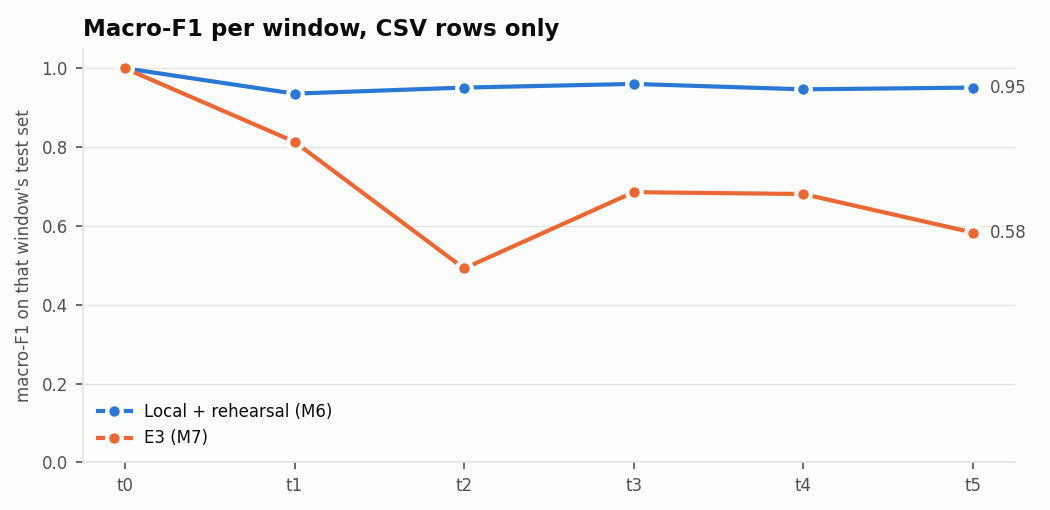 Macro-F1 per window, CSV rows only
macro-F1 on that window's test set
1.0
0.8
0.6
0.4
0.2
0.0
0.95
0.58
Local + rehearsal (M6)
E3 (M7)
t0 t1 t2 t3 t4 t5